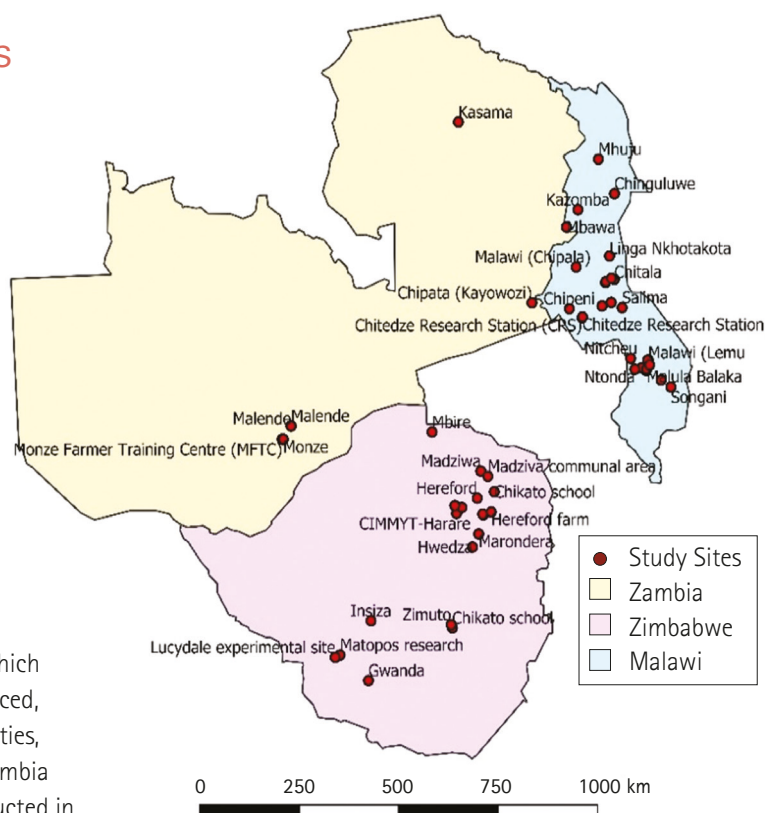 s
Kasama
Mhuju
Chinguluwe
Kazomba
Mbawa
Linga Nkhotakota
Malawi (Chipala)
Chitala
Chipata (Kayowozi)
Chipeni
Salima
Chitedze Research Station (CRS)
Chitedze Research Station
Nitcheu
Malawi (Lemu
Ntonda
Malula Balaka
Songani
Malende
Malende
Monze Farmer Training Centre (MFTC)
Monze
Mbire
Madziwa
Madziva communal area
Hereford
Chikato school
CIMMYT-Harare
Hereford farm
Marondera
Hwedza
Insiza
Zimuto
Chikato school
Lucydale experimental site
Matopos research
Gwanda
Study Sites
Zambia
Zimbabwe
Malawi
hich
ced,
ties,
mbia
ucted in
0 250 500 750 1000 km